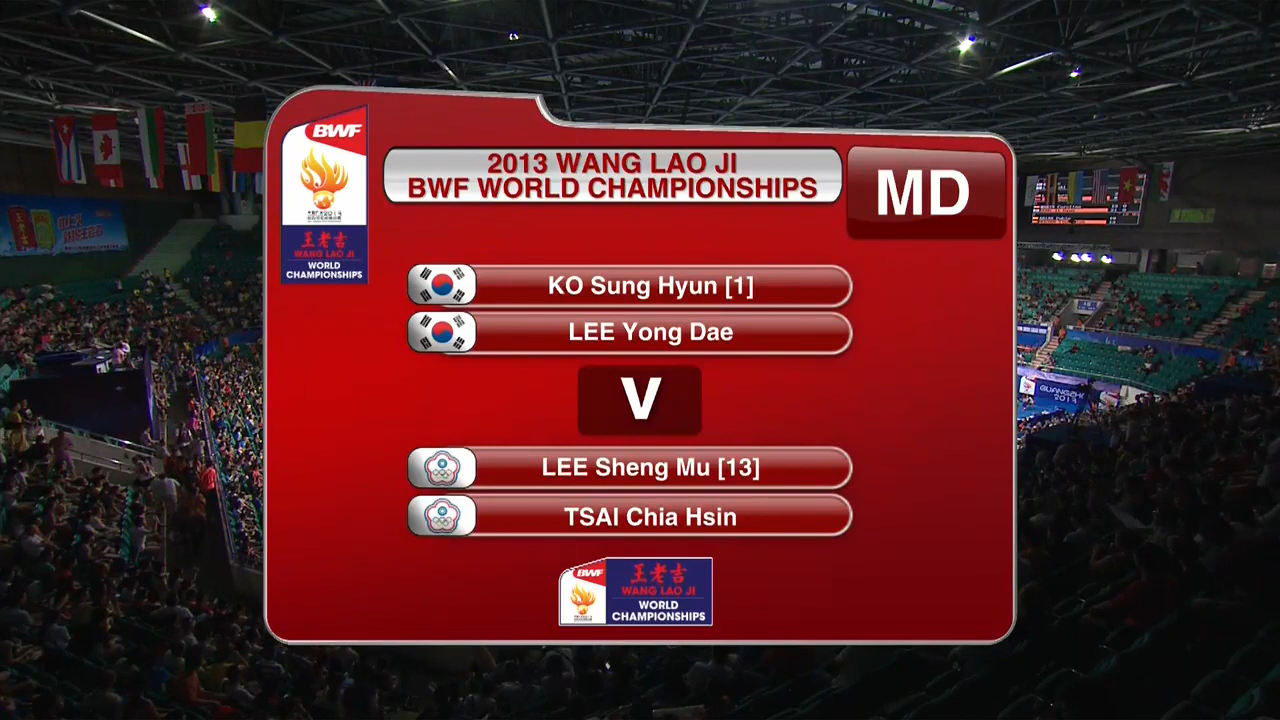 BWF
王老吉
WANG LAO JI
WORLD
CHAMPIONSHIPS
2013 WANG LAO JI
BWF WORLD CHAMPIONSHIPS
MD
KO Sung Hyun [1]
LEE Yong Dae
V
LEE Sheng Mu [13]
TSAI Chia Hsin
BWF
王老吉
WANG LAO JI
WORLD
CHAMPIONSHIPS